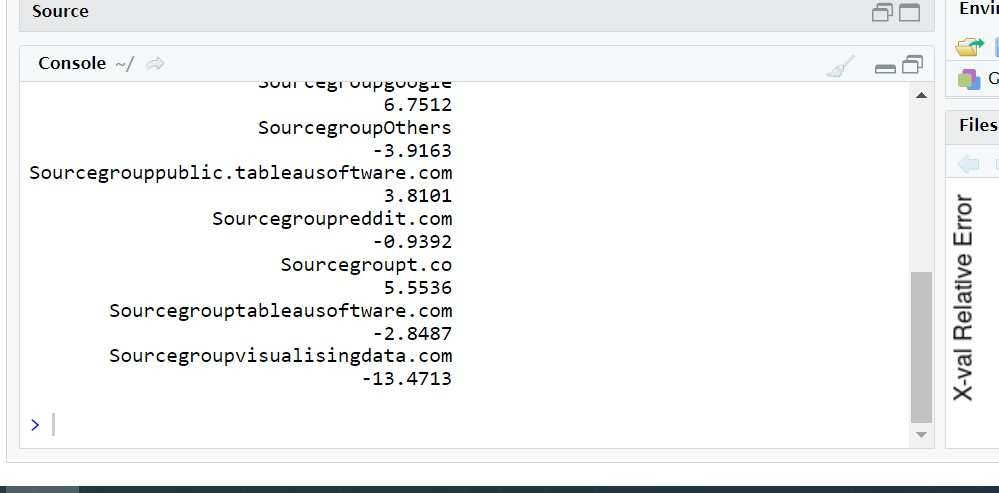 Source
Console ~/
Sourcegroupgoogle
6.7512
SourcegroupOthers
-3.9163
Sourcegrouppublic.tableausoftware.com
3.8101
Sourcegroupreddit.com
-0.9392
Sourcegroupt.co
5.5536
Sourcegrouptableausoftware.com
-2.8487
Sourcegroupvisualisingdata.com
-13.4713
>
Envi
G
Files
X-val Relative Error